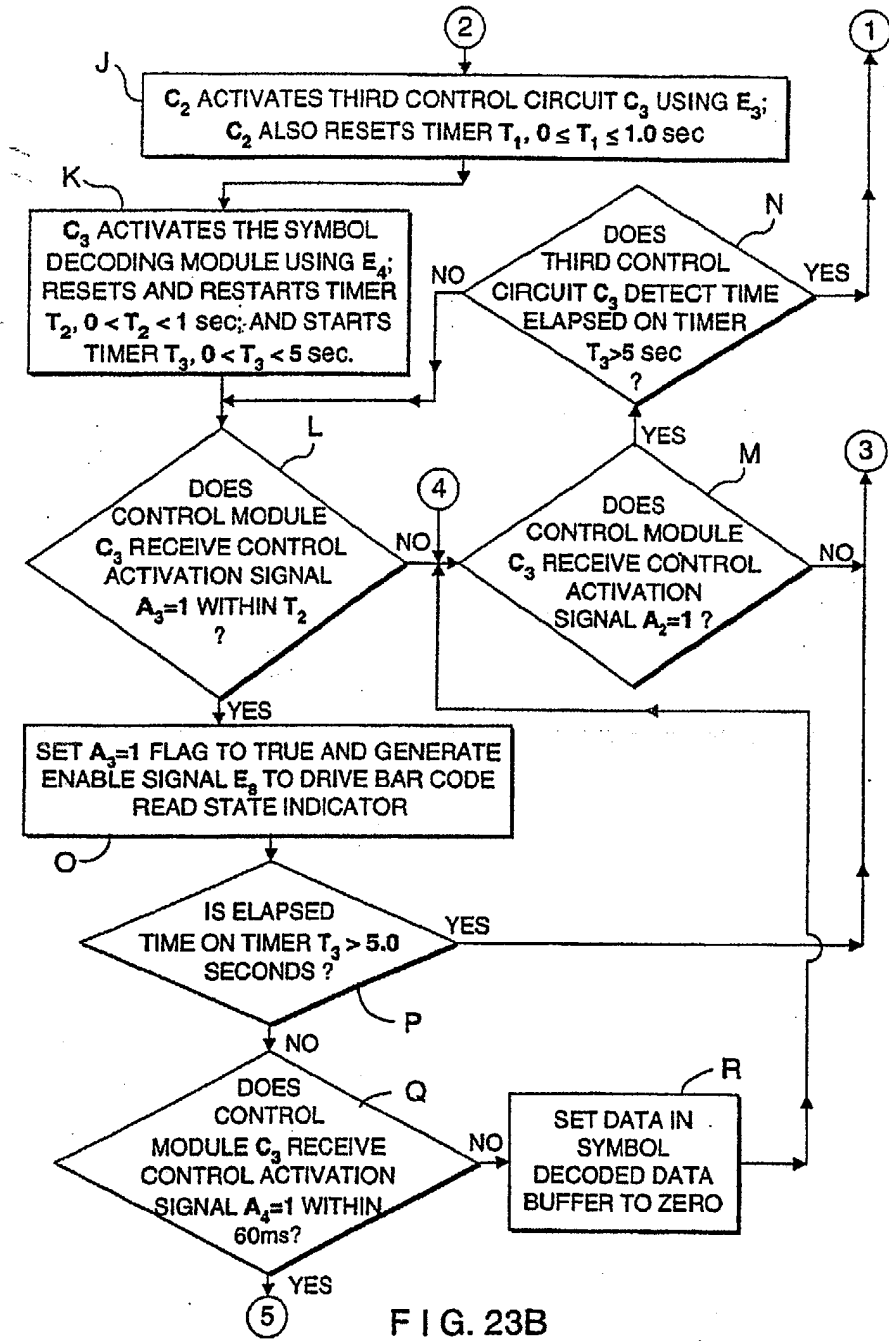 2
1
J
C2 ACTIVATES THIRD CONTROL CIRCUIT C3 USING E3;
C2 ALSO RESETS TIMER T1, 0 ≤ T1 ≤ 1.0 sec
K
C3 ACTIVATES THE SYMBOL
DECODING MODULE USING E4;
RESETS AND RESTARTS TIMER
T2, 0 < T2 < 1 sec; AND STARTS
TIMER T3, 0 < T3 < 5 sec.
N
DOES
THIRD CONTROL
CIRCUIT C3 DETECT TIME
ELAPSED ON TIMER
T3>5 sec
?
NO
YES
YES
L
DOES
CONTROL MODULE
C3 RECEIVE CONTROL
ACTIVATION SIGNAL
A3=1 WITHIN T2
?
NO
YES
4
M
DOES
CONTROL MODULE
C3 RECEIVE CONTROL
ACTIVATION
SIGNAL A2=1 ?
NO
3
SET A3=1 FLAG TO TRUE AND GENERATE
ENABLE SIGNAL E8 TO DRIVE BAR CODE
READ STATE INDICATOR
O
IS ELAPSED
TIME ON TIMER T3 > 5.0
SECONDS ?
YES
P
NO
Q
DOES
CONTROL
MODULE C3 RECEIVE
CONTROL ACTIVATION
SIGNAL A4=1 WITHIN
60ms?
NO
R
SET DATA IN
SYMBOL
DECODED DATA
BUFFER TO ZERO
YES
5
FIG. 23B